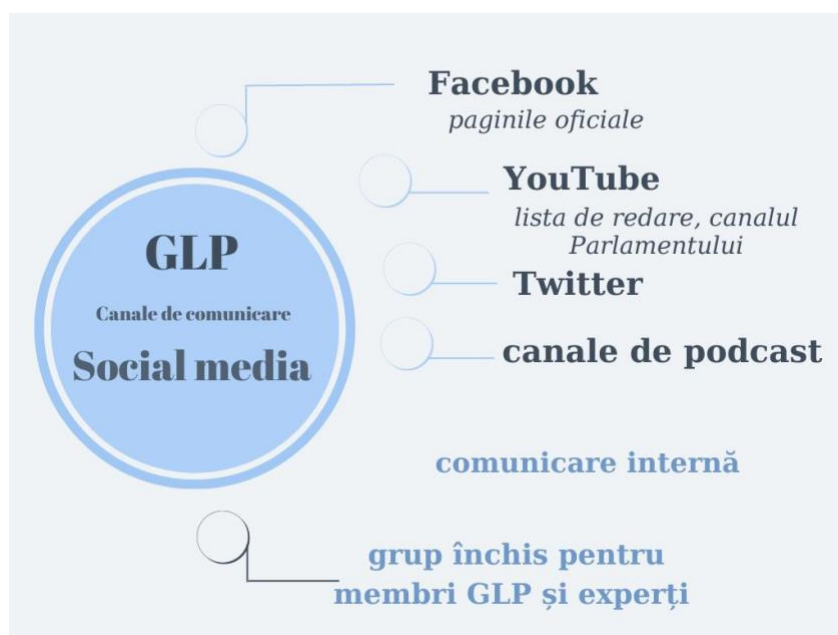 GLP
Canale de comunicare
Social media
Facebook
paginile oficiale
YouTube
lista de redare, canalul
Parlamentului
Twitter
canale de podcast
comunicare internă
grup închis pentru
membri GLP și experți